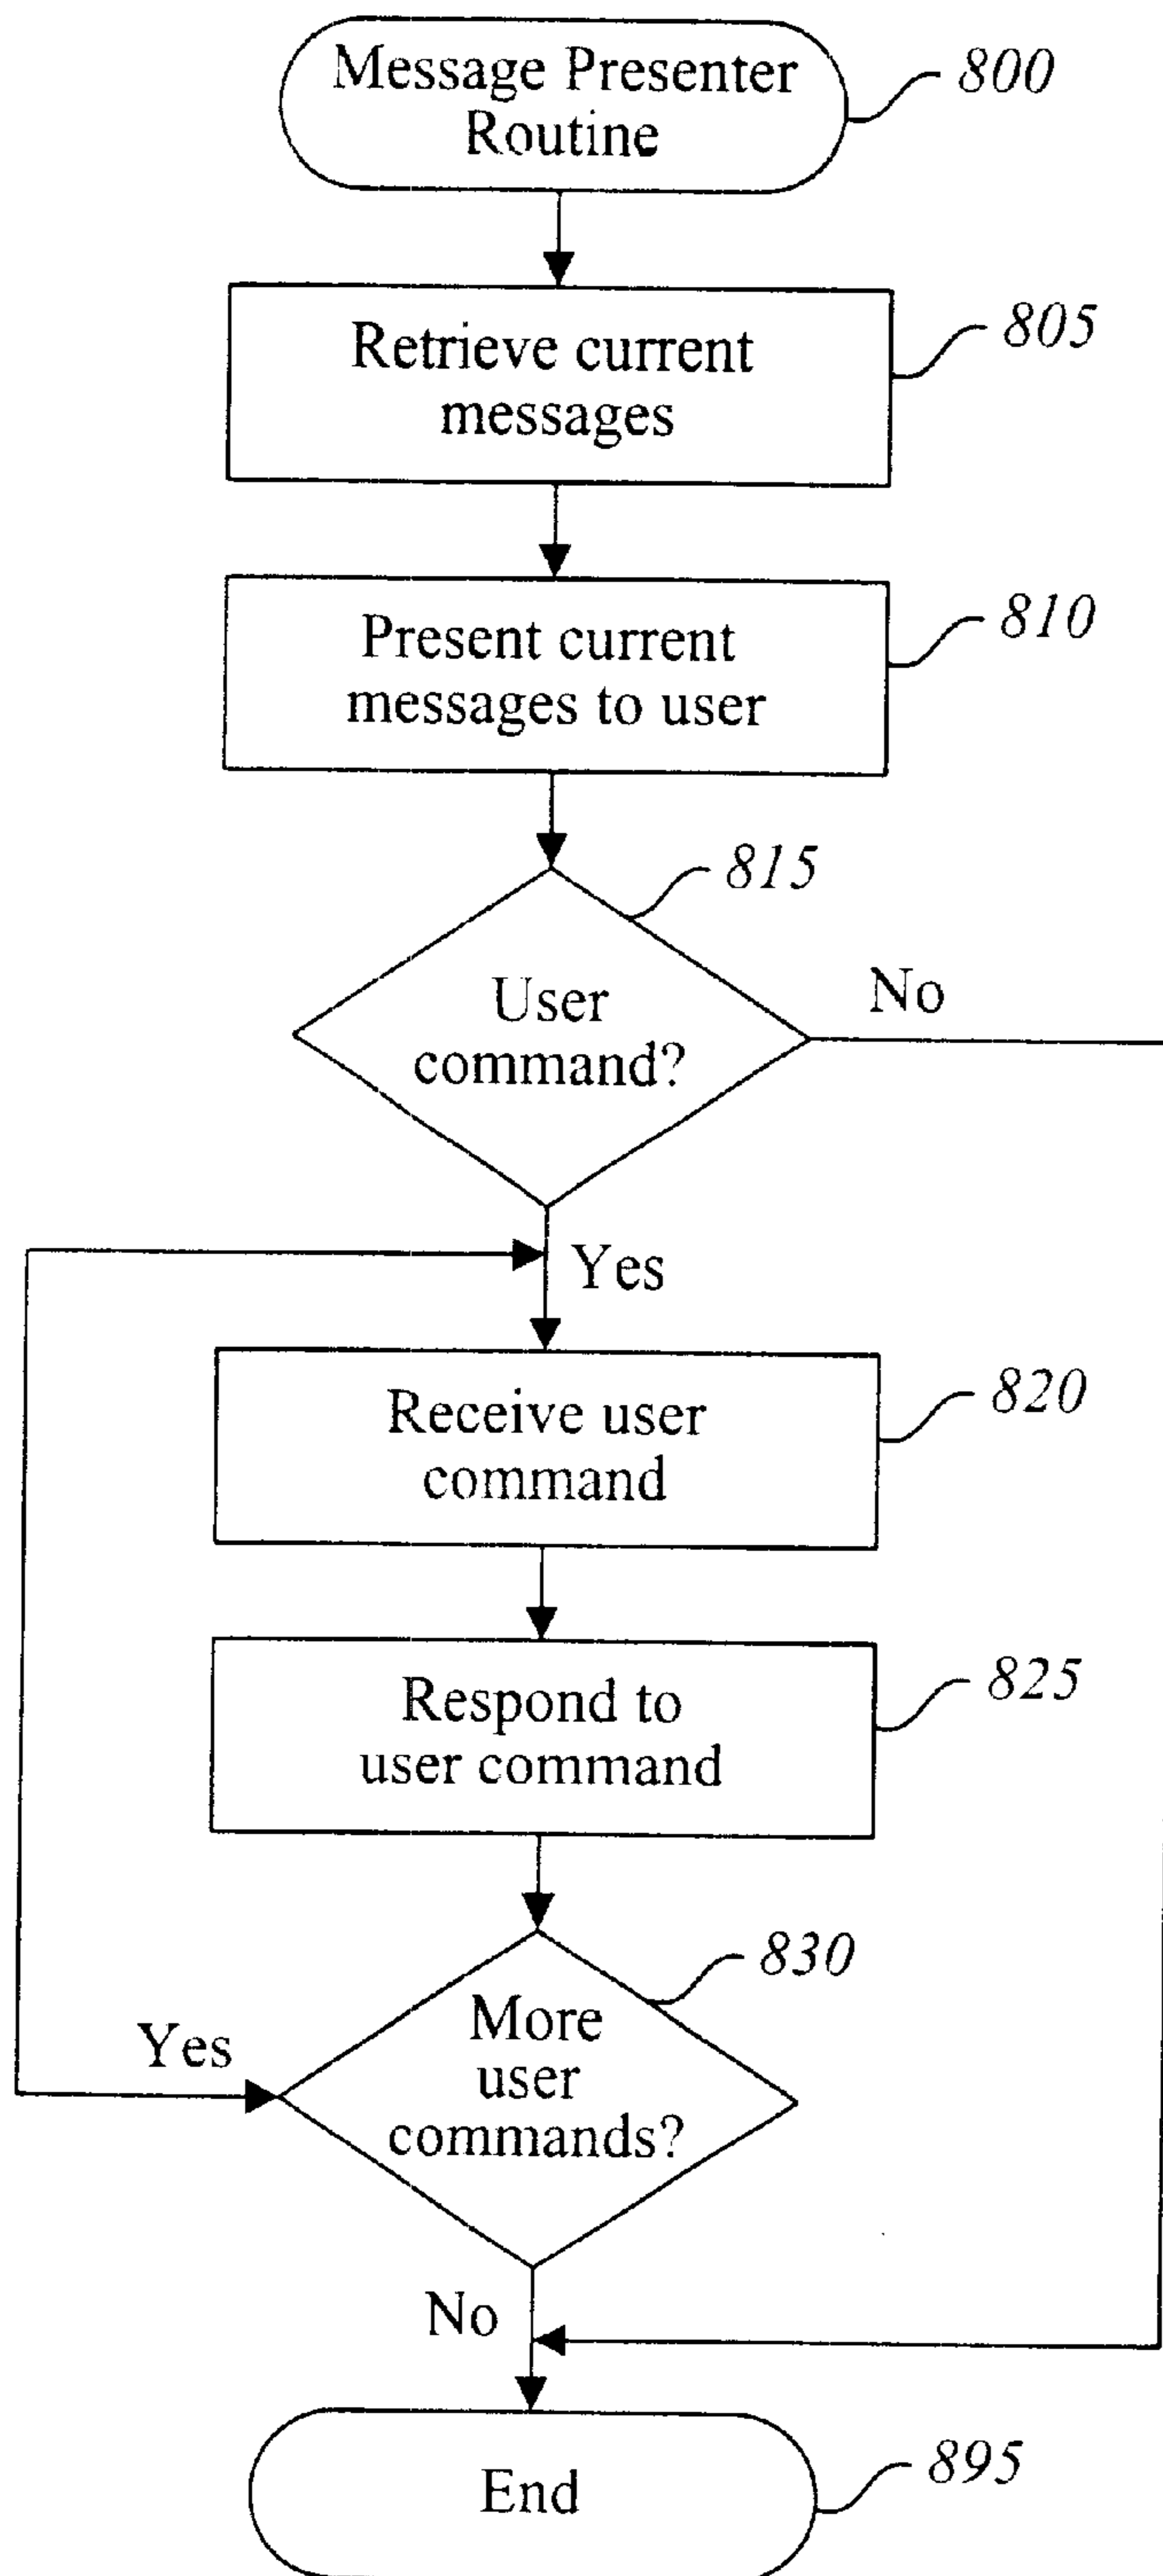 Message Presenter
Routine
800
Retrieve current
messages
805
Present current
messages to user
810
815
User
command?
No
Yes
Receive user
command
820
Respond to
user command
825
830
More
user
commands?
Yes
No
End
895